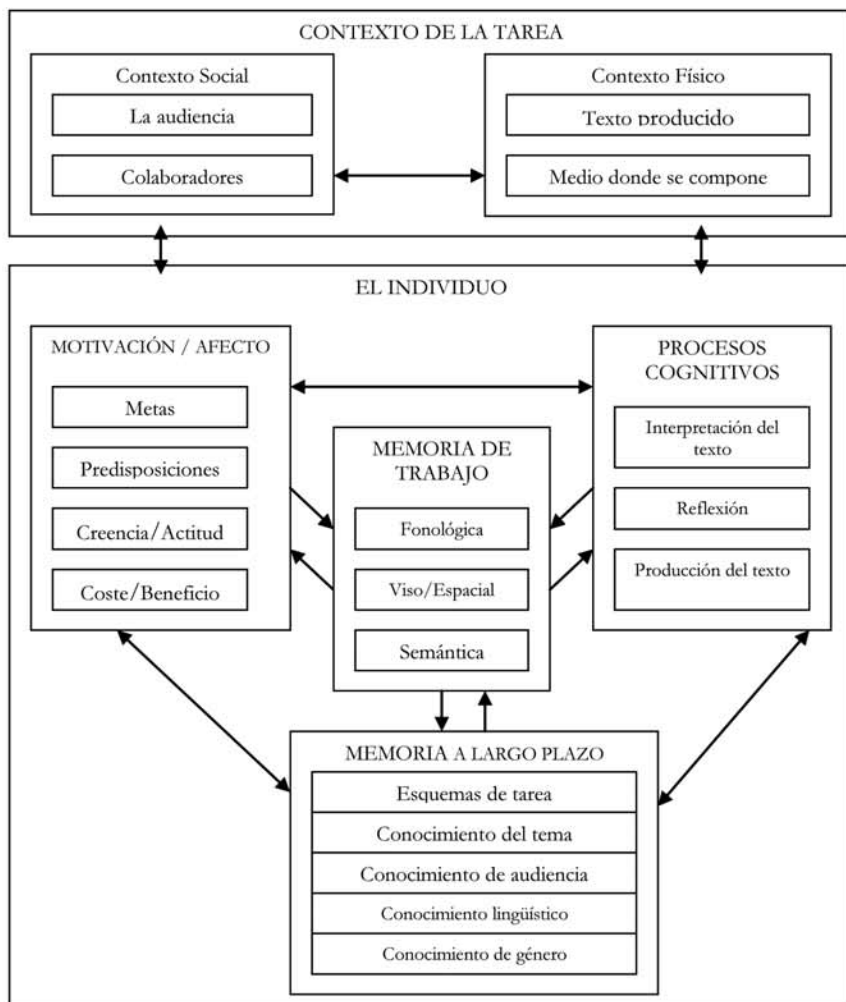 CONTEXTO DE LA TAREA
Contexto Social
La audiencia
Colaboradores
Contexto Físico
Texto producido
Medio donde se compone
EL INDIVIDUO
MOTIVACIÓN / AFECTO
Metas
Predisposiciones
Creencia/Actitud
Coste/Beneficio
MEMORIA DE
TRABAJO
Fonológica
Viso/Espacial
Semántica
PROCESOS
COGNITIVOS
Interpretación del
texto
Reflexión
Producción del texto
MEMORIA A LARGO PLAZO
Esquemas de tarea
Conocimiento del tema
Conocimiento de audiencia
Conocimiento lingüístico
Conocimiento de género